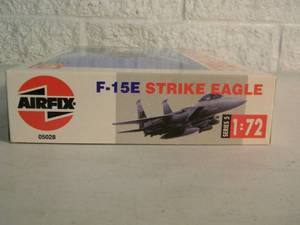 AIRFIX
05028
F-15E STRIKE EAGLE
SERIES 5
1:72